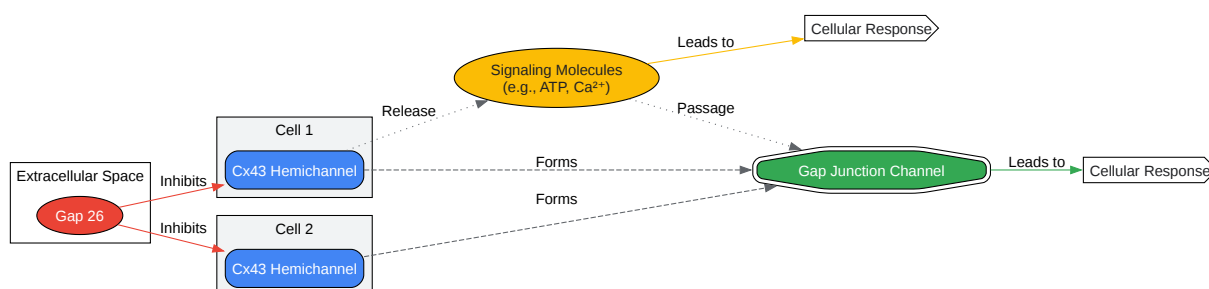 Cellular Response
Leads to
Signaling Molecules
(e.g., ATP, Ca²⁺)
Release
Passage
Cell 1
Cx43 Hemichannel
Forms
Gap Junction Channel
Leads to
Cellular Response
Extracellular Space
Gap 26
Inhibits
Inhibits
Forms
Cell 2
Cx43 Hemichannel